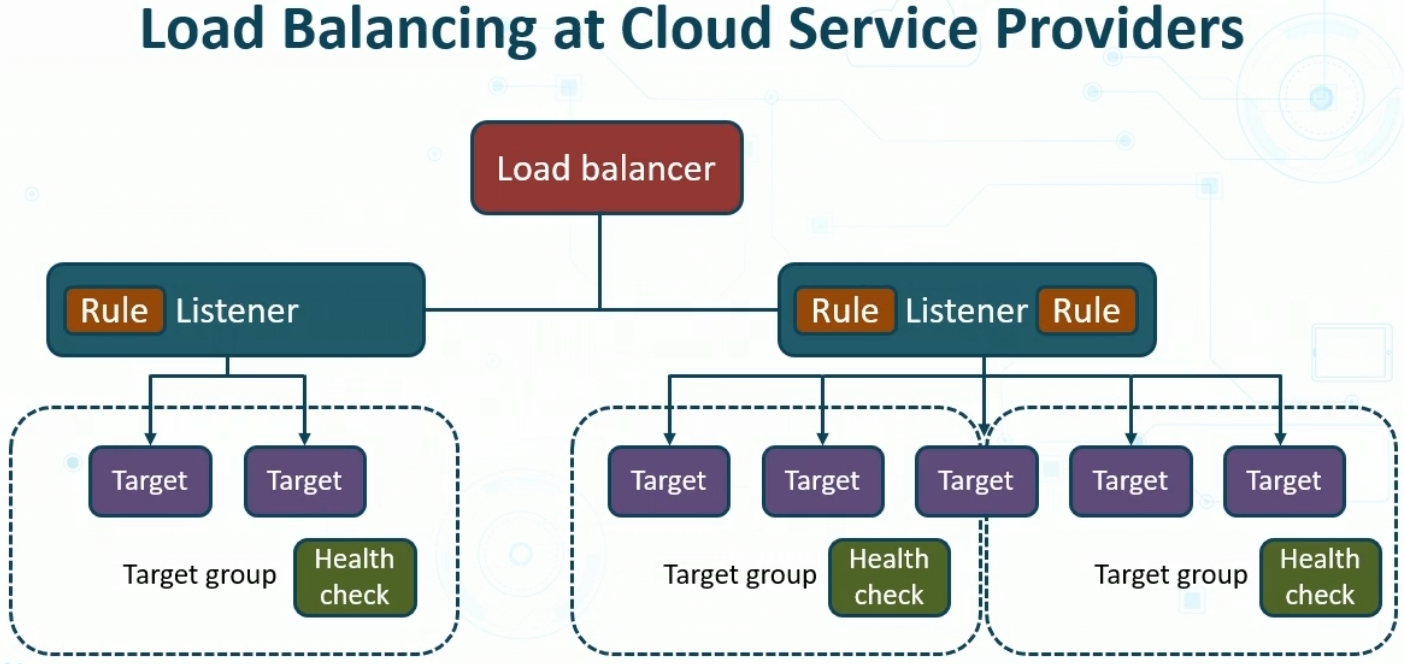 Load Balancing at Cloud Service Providers
Load balancer
Rule Listener
Rule Listener Rule
Target
Target
Target
Target
Target
Target
Target
Target group
Health
check
Target group
Health
check
Target group
Health
check